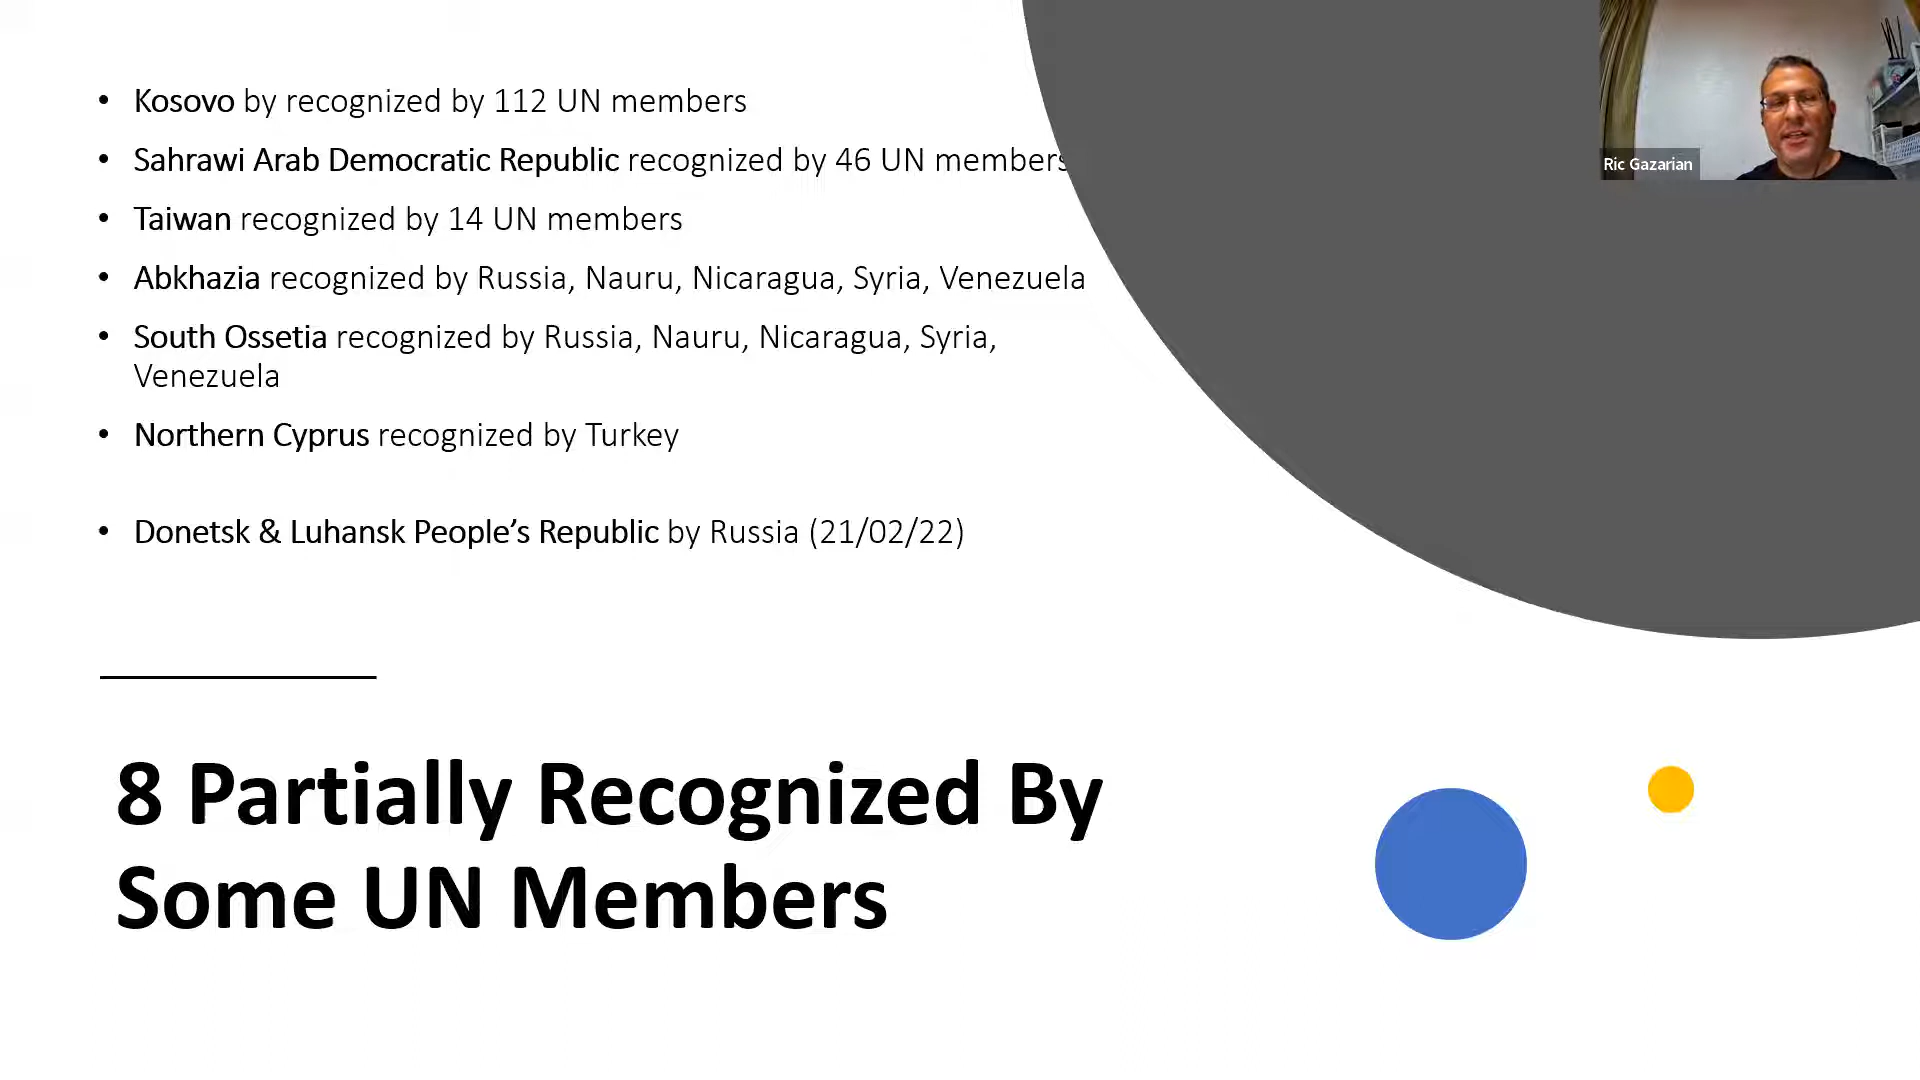 • Kosovo by recognized by 112 UN members
• Sahrawi Arab Democratic Republic recognized by 46 UN members
• Taiwan recognized by 14 UN members
• Abkhazia recognized by Russia, Nauru, Nicaragua, Syria, Venezuela
• South Ossetia recognized by Russia, Nauru, Nicaragua, Syria,
Venezuela
• Northern Cyprus recognized by Turkey
• Donetsk & Luhansk People’s Republic by Russia (21/02/22)
8 Partially Recognized By
Some UN Members
Ric Gazarian